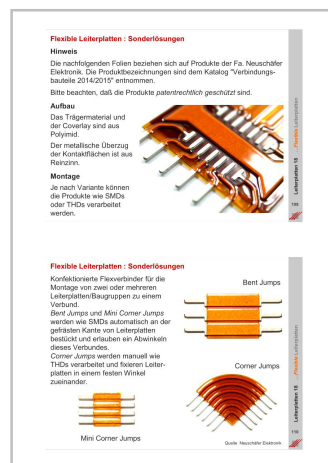 Flexible Leiterplatten : Sonderlösungen
Hinweis
Die nachfolgenden Folien beziehen sich auf Produkte der Fa. Neuschäfer
Elektronik. Die Produktbezeichnungen sind dem Katalog "Verbindungs-
bauteile 2014/2015" entnommen.
Bitte beachten, daß die Produkte patentrechtlich geschützt sind.
Aufbau
Das Trägermaterial und
der Coverlay sind aus
Polyimid.
Der metallische Überzug
der Kontaktflächen ist aus
Reinzinn.
Montage
Je nach Variante können
die Produkte wie SMDs
oder THDs verarbeitet
werden.
Leiterplatten 18 ...Flexible Leiterplatten
Flexible Leiterplatten : Sonderlösungen
Konfektionierte Flexverbinder für die
Montage von zwei oder mehreren
Leiterplatten/Baugruppen zu einem
Verbund.
Bent Jumps und Mini Corner Jumps
werden wie SMDs automatisch an der
gefrästen Kante von Leiterplatten
bestückt und erlauben ein Abwinkeln
dieses Verbundes.
Corner Jumps werden manuell wie
THDs verarbeitet und fixieren Leiter-
platten in einem festen Winkel
zueinander.
Bent Jumps
Corner Jumps
Mini Corner Jumps
Quelle: Neuschäfer Elektronik
Leiterplatten 18 ...Flexible Leiterplatten